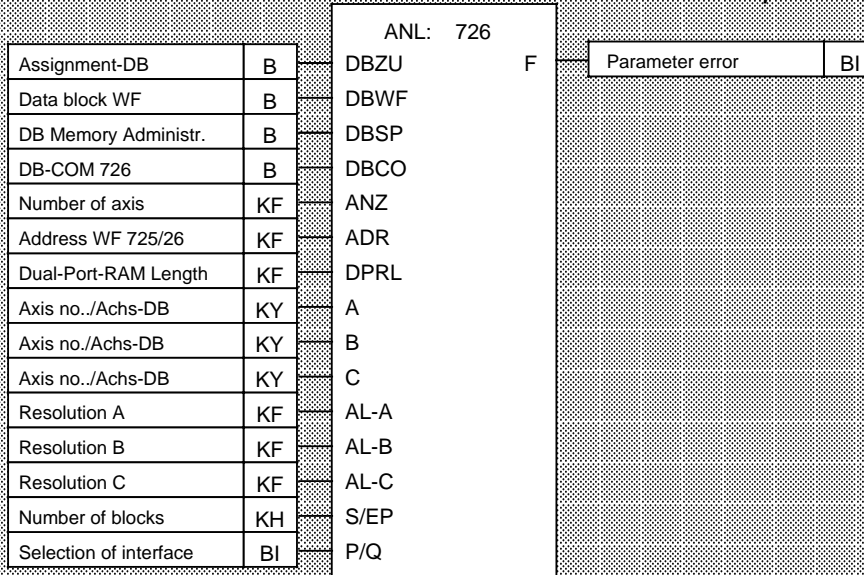 ANL: 726
Assignment-DB B DBZU F Parameter error BI
Data block WF B DBWF
DB Memory Administr. B DBSP
DB-COM 726 B DBCO
Number of axis KF ANZ
Address WF 725/26 KF ADR
Dual-Port-RAM Length KF DPRL
Axis no../Achs-DB KY A
Axis no./Achs-DB KY B
Axis no../Achs-DB KY C
Resolution A KF AL-A
Resolution B KF AL-B
Resolution C KF AL-C
Number of blocks KH S/EP
Selection of interface BI P/Q